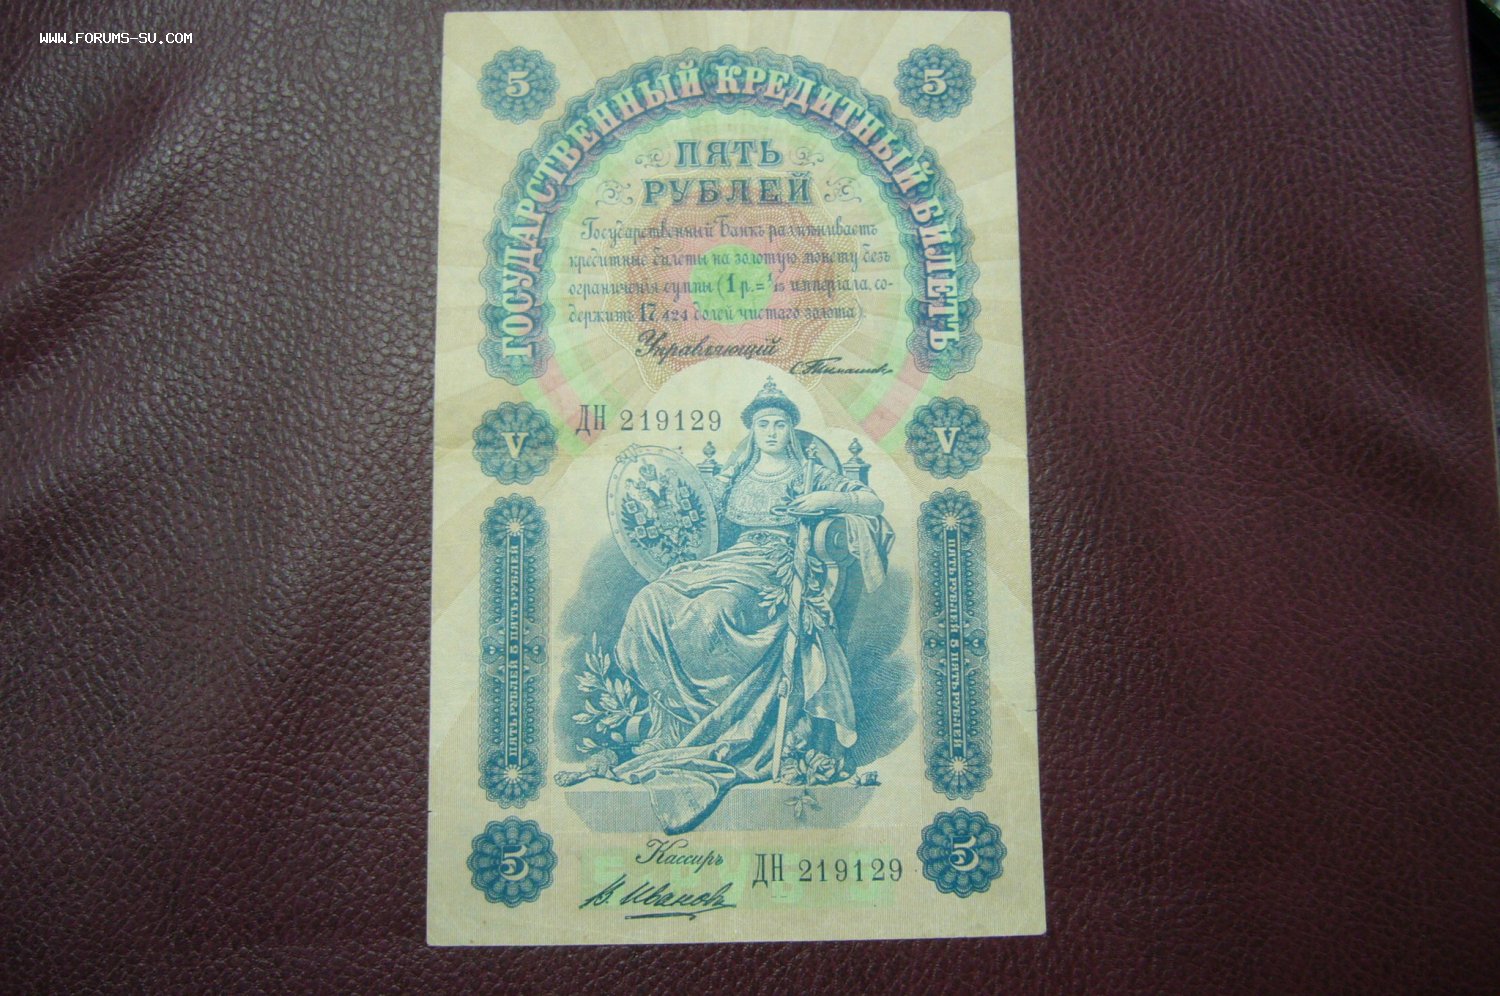 WWW.FORUMS-SU.COM
5 5
ГОСУДАРСТВЕННЫЙ КРЕДИТНЫЙ БИЛЕТЪ
ПЯТЬ
РУБЛЕЙ
Государственный Банкъ размѣниваетъ
кредитные билеты на золотую монету безъ
ограниченія суммы (1 р. = 1/15 имперіала, со-
держитъ 17,424 долей чистаго золота).
Управляющій
С. Тимашев
ДН 219129
V V
ПЯТЬ РУБЛЕЙ 5 ПЯТЬ РУБЛЕЙ
ПЯТЬ РУБЛЕЙ 5 ПЯТЬ РУБЛЕЙ
Кассиръ
В. Ивановъ
ДН 219129
5 5